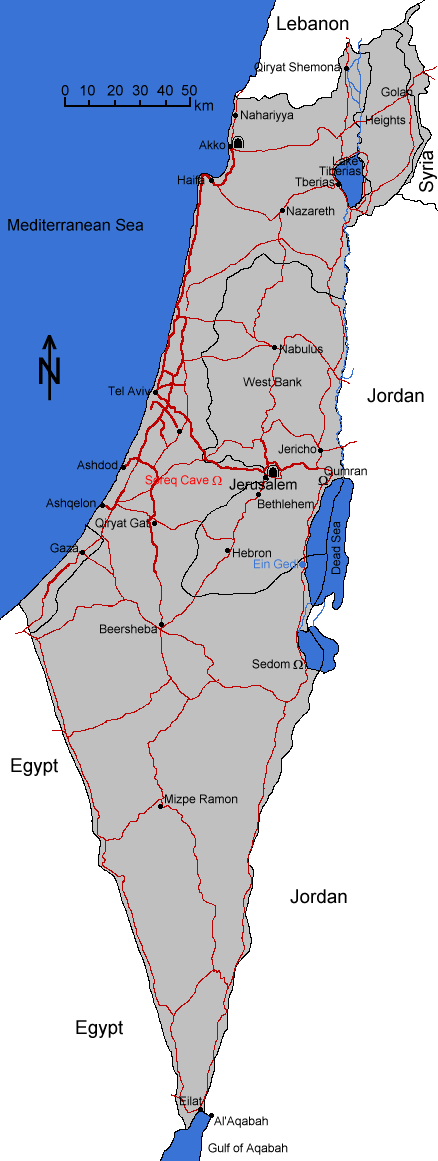 Lebanon
Qiryat Shemona
0 10 20 30 40 50
km
Golan
Heights
Nahariyya
Akko
Lake
Tiberias
Tberias
Syria
Haifa
Nazareth
Mediterranean Sea
N
Nabulus
West Bank
Tel Aviv
Jordan
Jericho
Ashdod
Qumran
Soreq Cave Ω
Ω
Jerusalem
Ashqelon
Bethlehem
Qiryat Gat
Dead Sea
Gaza
Hebron
Ein Gedi
Beersheba
Sedom Ω
Egypt
Mizpe Ramon
Jordan
Egypt
Eilat
Al'Aqabah
Gulf of Aqabah